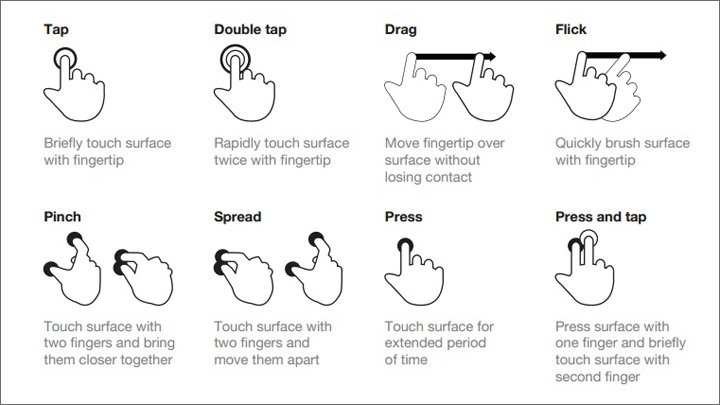 Tap
Briefly touch surface
with fingertip
Double tap
Rapidly touch surface
twice with fingertip
Drag
Move fingertip over
surface without
losing contact
Flick
Quickly brush surface
with fingertip
Pinch
Touch surface with
two fingers and bring
them closer together
Spread
Touch surface with
two fingers and
move them apart
Press
Touch surface for
extended period
of time
Press and tap
Press surface with
one finger and briefly
touch surface with
second finger